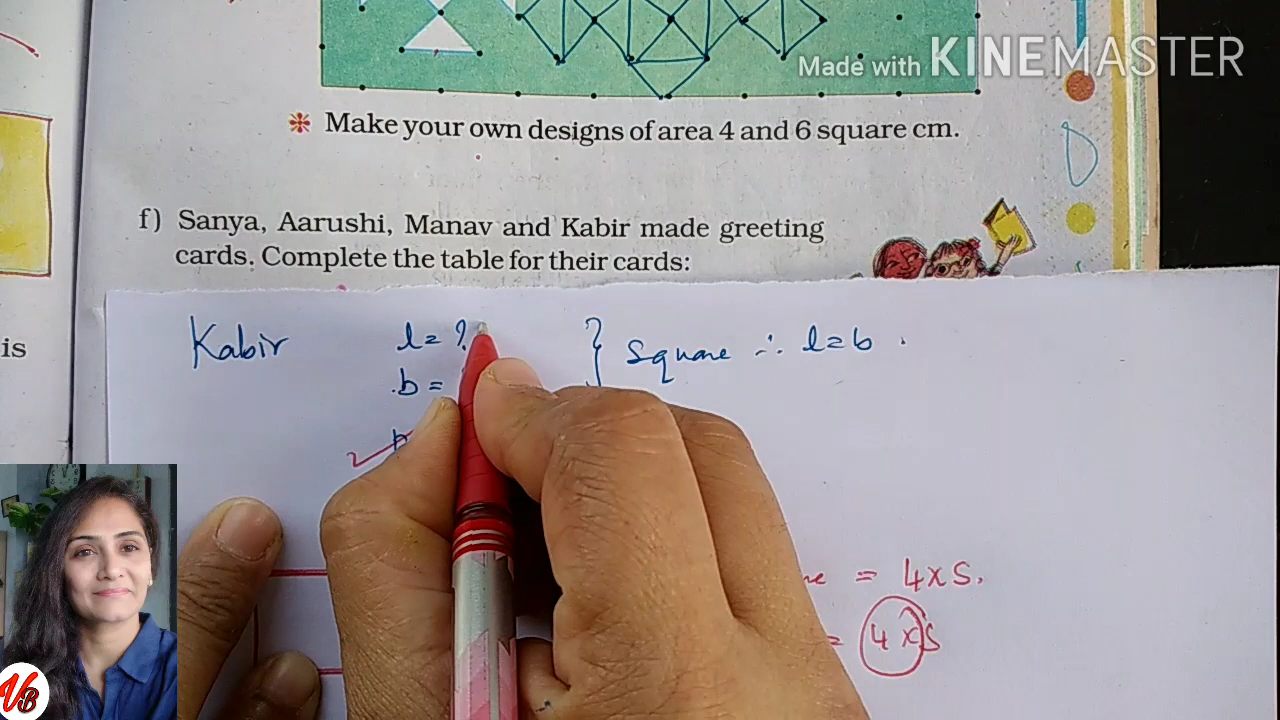 Made with KINEMASTER
Make your own designs of area 4 and 6 square cm.
f) Sanya, Aarushi, Manav and Kabir made greeting
cards. Complete the table for their cards:
is
Kabir l = ? } Square ∴ l = b .
b =
= 4 x S.
= 4 x S
VB